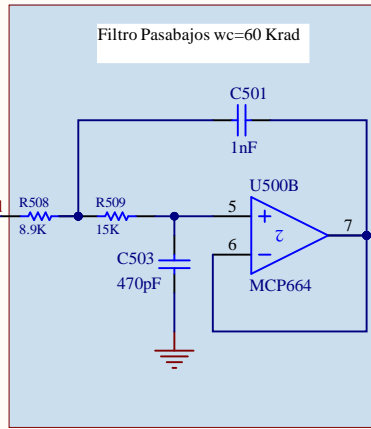 Filtro Pasabajos wc=60 Krad
C501
1nF
R508
8.9K
R509
15K
C503
470pF
U500B
5
6
7
2
MCP664